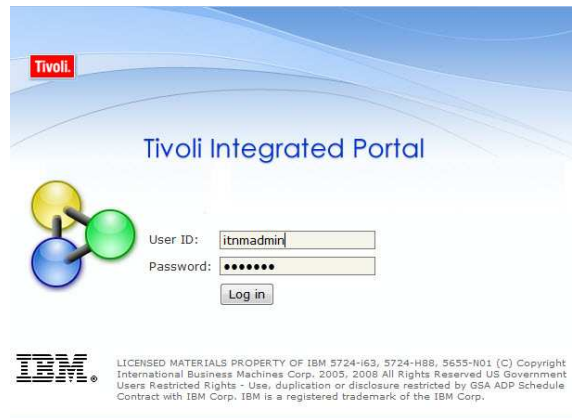 Tivoli.
Tivoli Integrated Portal
User ID: itnmadmin
Password: •••••••
Log in
IBM®
LICENSED MATERIALS PROPERTY OF IBM 5724-i63, 5724-H88, 5655-N01 (C) Copyright
International Business Machines Corp. 2005, 2008 All Rights Reserved US Government
Users Restricted Rights - Use, duplication or disclosure restricted by GSA ADP Schedule
Contract with IBM Corp. IBM is a registered trademark of the IBM Corp.